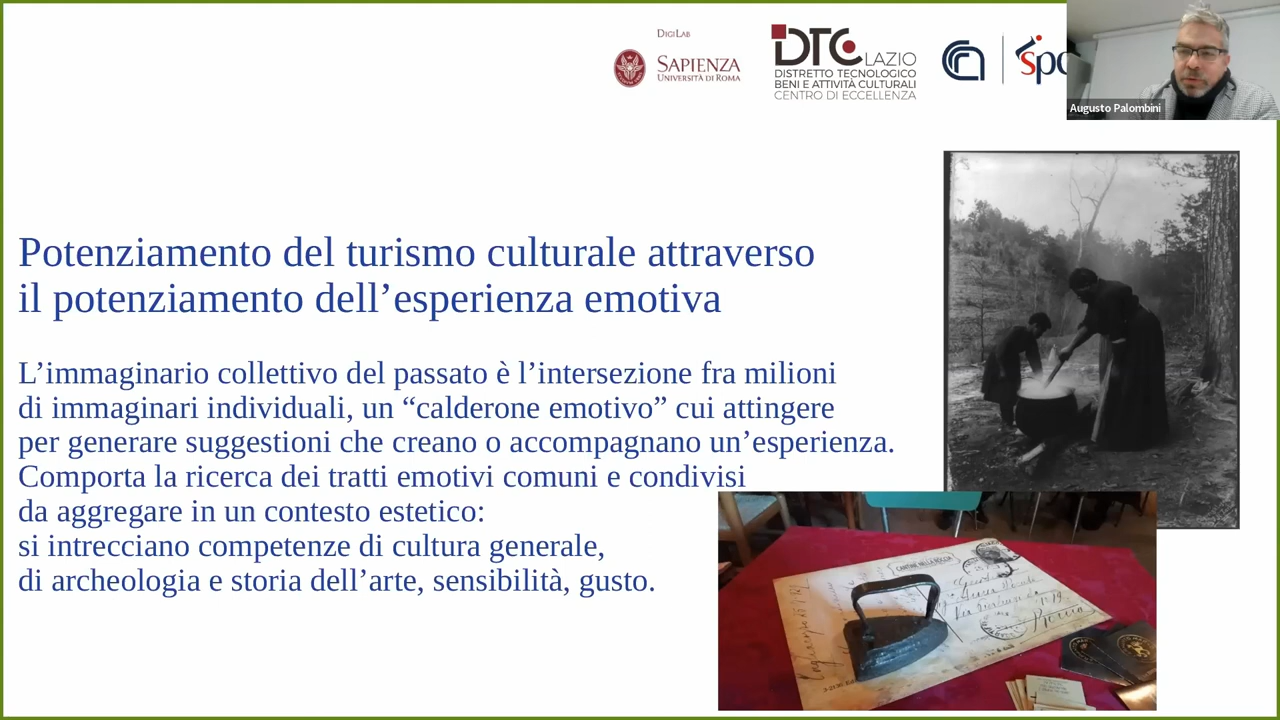 DIGILAB
SAPIENZA
UNIVERSITÀ DI ROMA
DTC LAZIO
DISTRETTO TECNOLOGICO
BENI E ATTIVITÀ CULTURALI
CENTRO DI ECCELLENZA
Augusto Palombini
Potenziamento del turismo culturale attraverso
il potenziamento dell’esperienza emotiva
L’immaginario collettivo del passato è l’intersezione fra milioni
di immaginari individuali, un “calderone emotivo” cui attingere
per generare suggestioni che creano o accompagnano un’esperienza.
Comporta la ricerca dei tratti emotivi comuni e condivisi
da aggregare in un contesto estetico:
si intrecciano competenze di cultura generale,
di archeologia e storia dell’arte, sensibilità, gusto.
CANTINE NELLA ROCCIA